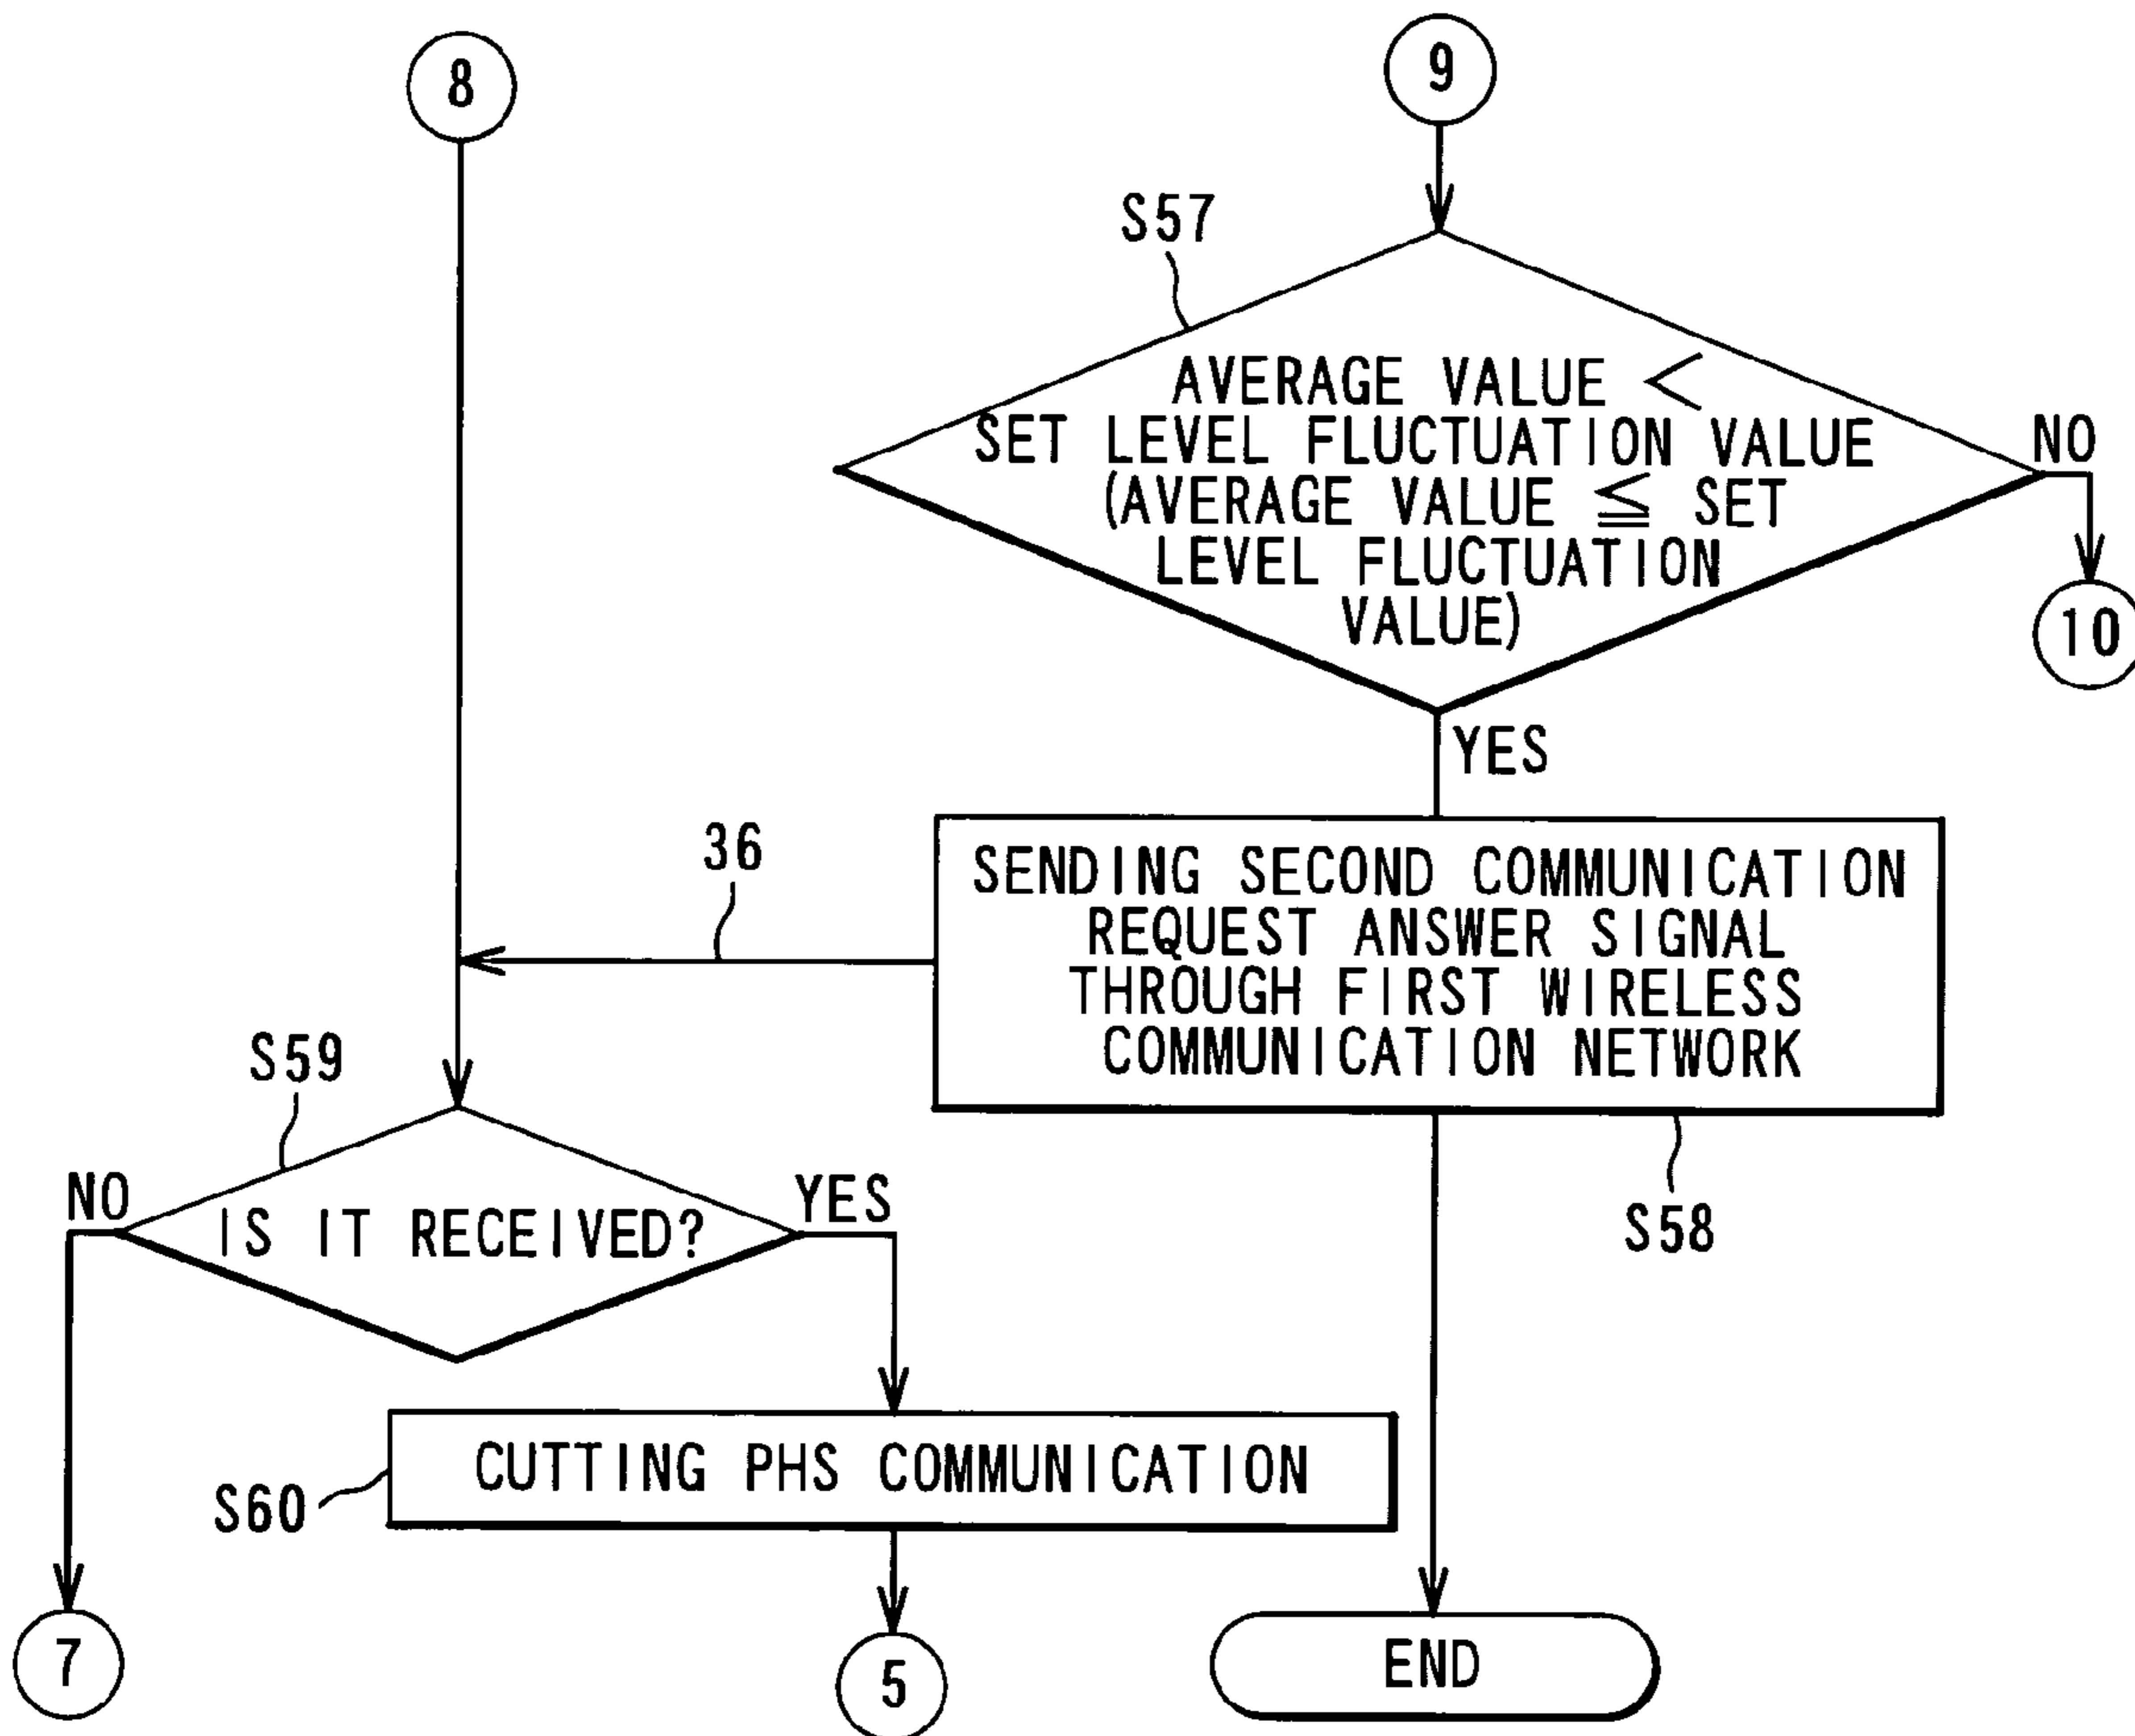 8
9
S57
AVERAGE VALUE <
SET LEVEL FLUCTUATION VALUE
(AVERAGE VALUE ≦ SET
LEVEL FLUCTUATION
VALUE)
NO
10
YES
36
SENDING SECOND COMMUNICATION
REQUEST ANSWER SIGNAL
THROUGH FIRST WIRELESS
COMMUNICATION NETWORK
S58
S59
NO
IS IT RECEIVED?
YES
S60
CUTTING PHS COMMUNICATION
7
5
END